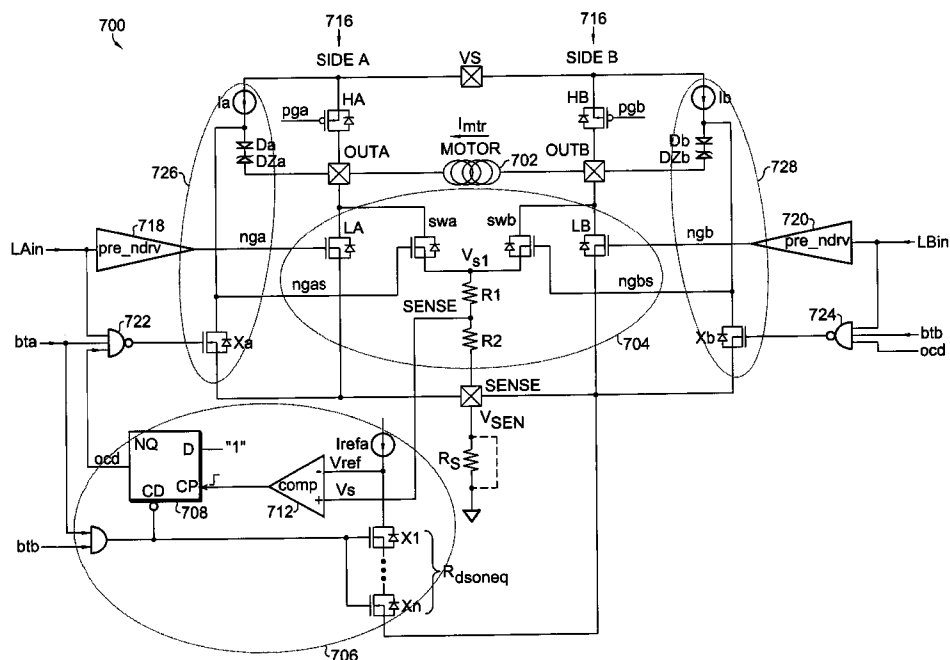 700
716
716
SIDE A
VS
SIDE B
Ia
HA
HB
Ib
pga
pgb
Imtr
Da
DZa
OUTA
MOTOR
702
OUTB
Db
DZb
726
728
718
LA
swa
swb
LB
720
LAin
pre_ndrv
nga
ngb
pre_ndrv
LBin
Vs1
ngas
R1
ngbs
SENSE
722
724
bta
Xa
R2
704
Xb
btb
ocd
SENSE
VSEN
Irefa
NQ
D
"1"
ocd
Vref
RS
comp
CP
Vs
CD
708
712
btb
X1
Rdsoneq
Xn
706